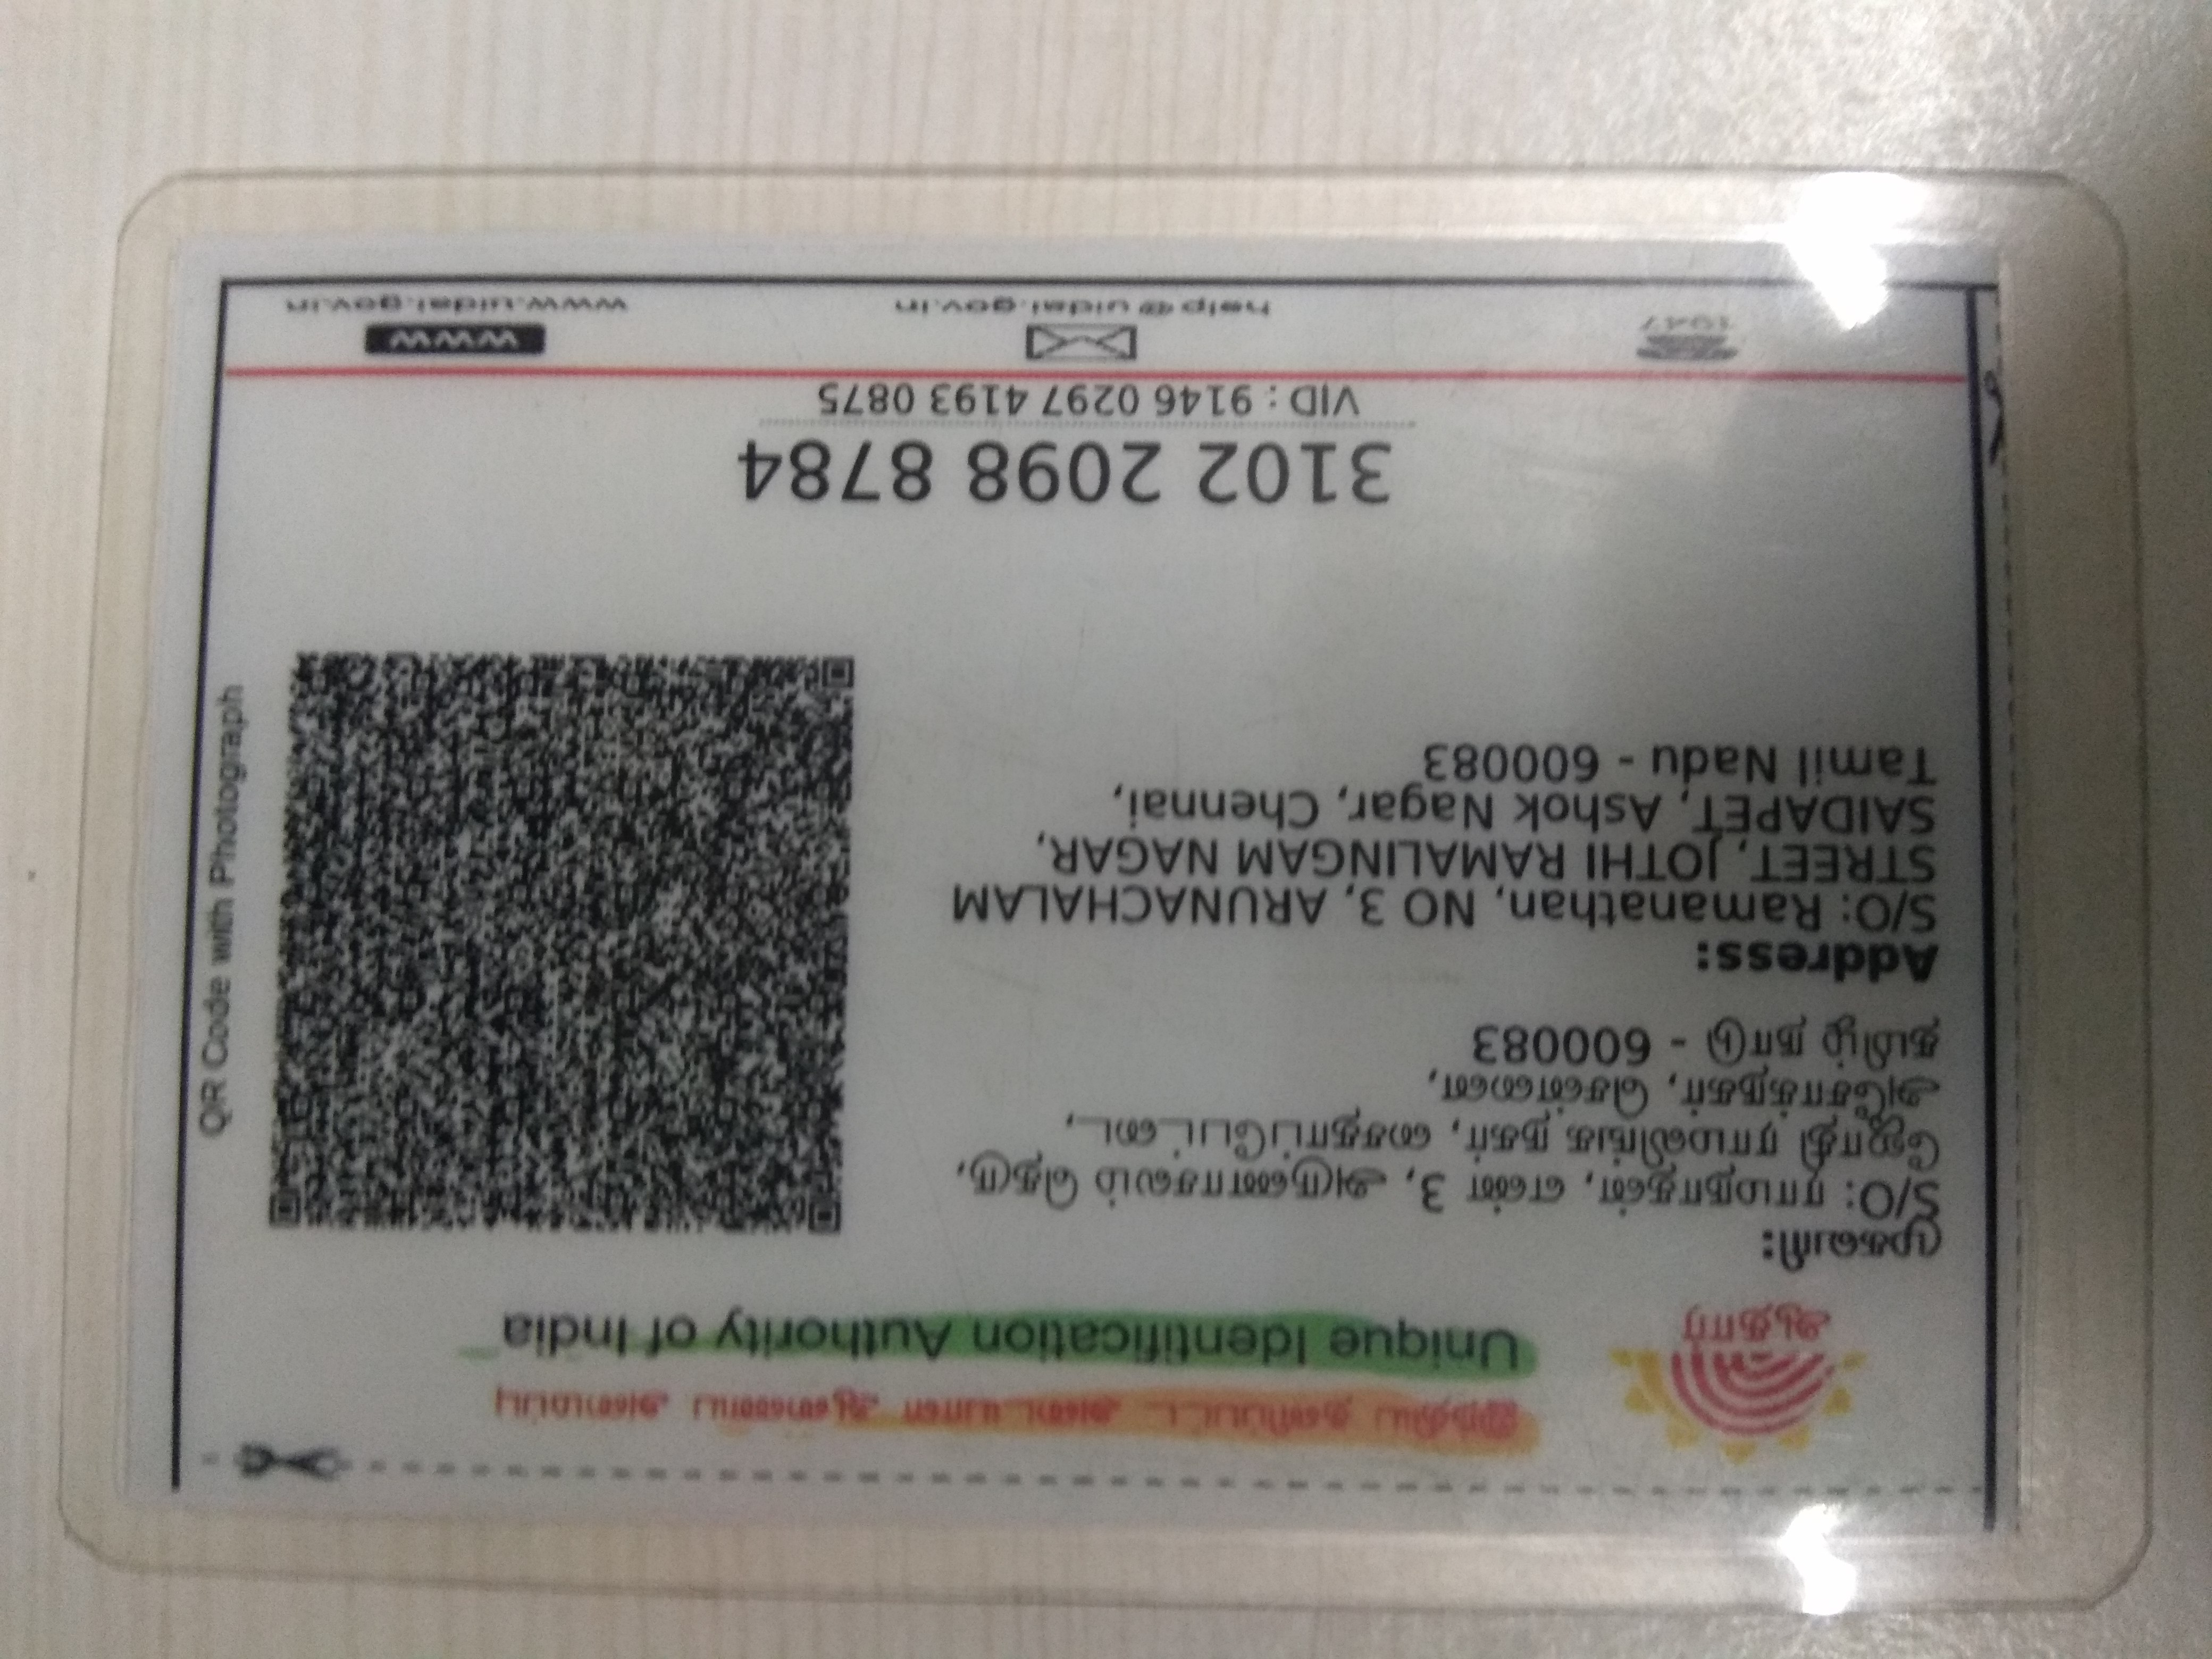 இந்திய தனிப்பட்ட
Unique Identification Authority of India
ஆதார்
முகவரி:
S/O: ராமநாதன், எண் 3, அருணாசலம் தெரு,
ஜோதி ராமலிங்க நகர், சைதாப்பேட்டை,
அசோக்நகர், சென்னை,
தமிழ் நாடு - 600083
Address:
S/O: Ramanathan, NO 3, ARUNACHALAM
STREET, JOTHI RAMALINGAM NAGAR,
SAIDAPET, Ashok Nagar, Chennai,
Tamil Nadu - 600083
QR Code with Photograph
3102 2098 8784
VID : 9146 0297 4193 0875
1947
help@uidai.gov.in
WWW
www.uidai.gov.in